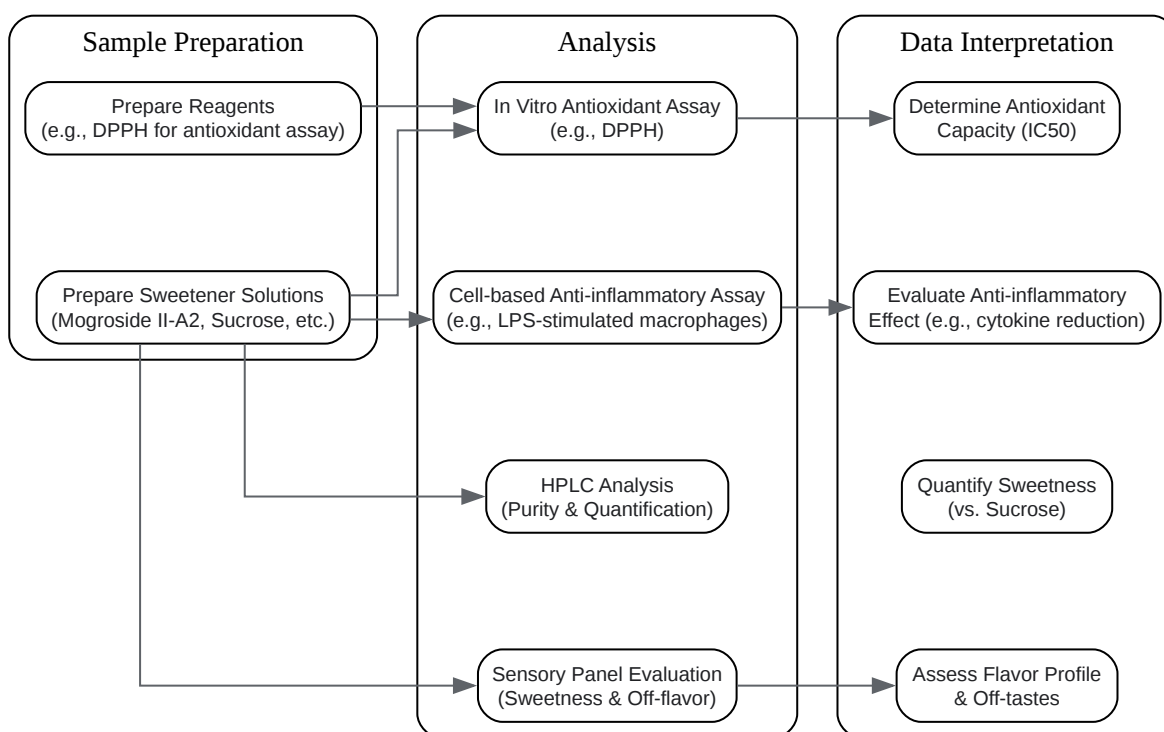 Sample Preparation
Prepare Reagents
(e.g., DPPH for antioxidant assay)
Prepare Sweetener Solutions
(Mogroside II-A2, Sucrose, etc.)
Analysis
In Vitro Antioxidant Assay
(e.g., DPPH)
Cell-based Anti-inflammatory Assay
(e.g., LPS-stimulated macrophages)
HPLC Analysis
(Purity & Quantification)
Sensory Panel Evaluation
(Sweetness & Off-flavor)
Data Interpretation
Determine Antioxidant
Capacity (IC50)
Evaluate Anti-inflammatory
Effect (e.g., cytokine reduction)
Quantify Sweetness
(vs. Sucrose)
Assess Flavor Profile
& Off-tastes